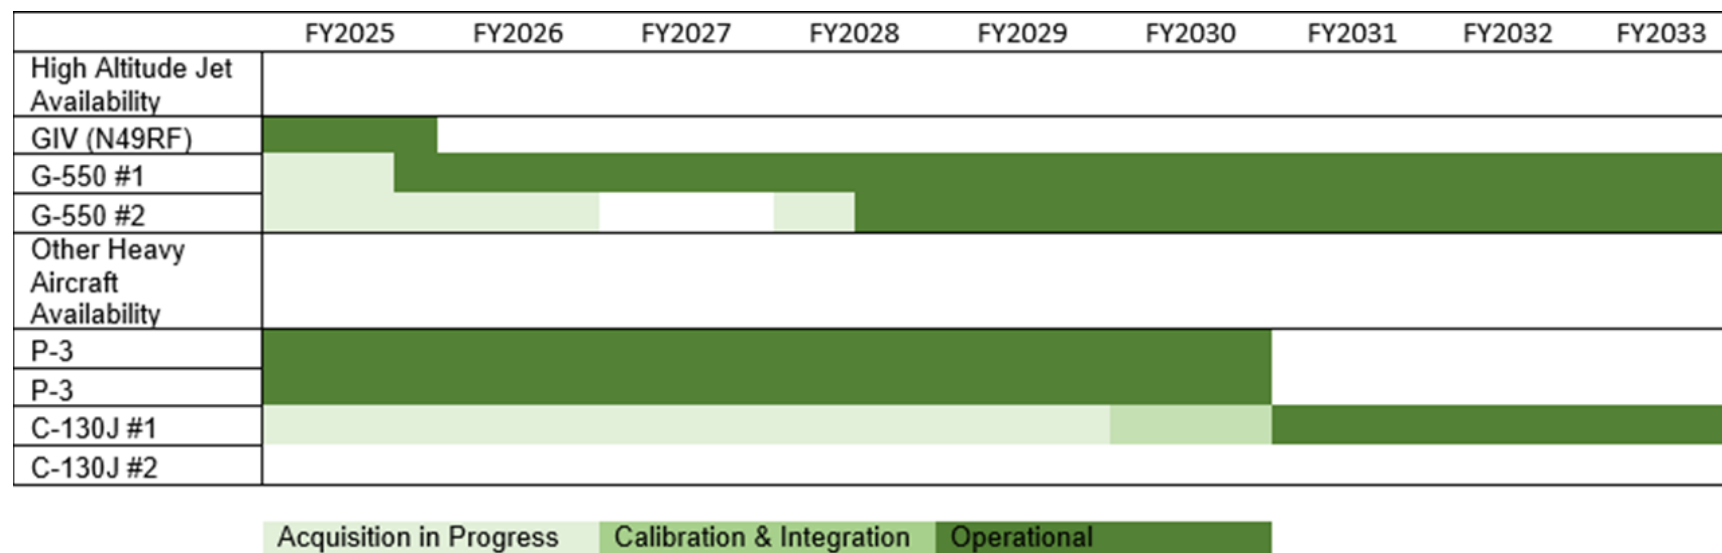 FY2025 FY2026 FY2027 FY2028 FY2029 FY2030 FY2031 FY2032 FY2033
High Altitude Jet
Availability
GIV (N49RF)
G-550 #1
G-550 #2
Other Heavy
Aircraft
Availability
P-3
P-3
C-130J #1
C-130J #2
Acquisition in Progress Calibration & Integration Operational